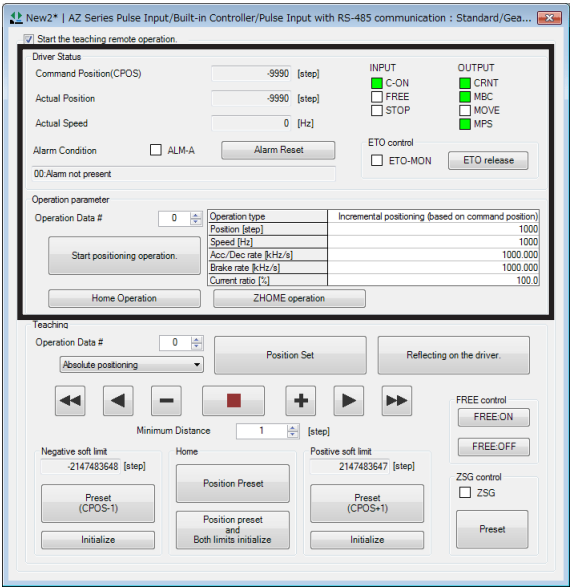 New2* | AZ Series Pulse Input/Built-in Controller/Pulse Input with RS-485 communication : Standard/Gea...
Start the teaching remote operation.
Driver Status
Command Position(CPOS) -9990 [step]
Actual Position -9990 [step]
Actual Speed 0 [Hz]
Alarm Condition ALM-A Alarm Reset
00:Alarm not present
INPUT
C-ON
FREE
STOP
OUTPUT
CRNT
MBC
MOVE
MPS
ETO control
ETO-MON ETO release
Operation parameter
Operation Data # 0
Start positioning operation.
Operation type Incremental positioning (based on command position)
Position [step] 1000
Speed [Hz] 1000
Acc/Dec rate [kHz/s] 1000.000
Brake rate [kHz/s] 1000.000
Current ratio [%] 100.0
Home Operation ZHOME operation
Teaching
Operation Data # 0
Absolute positioning
Position Set
Reflecting on the driver.
Minimum Distance 1 [step]
FREE control
FREE:ON
FREE:OFF
Negative soft limit
-2147483648 [step]
Preset
(CPOS-1)
Initialize
Home
Position Preset
Position preset
and
Both limits initialize
Positive soft limit
2147483647 [step]
Preset
(CPOS+1)
Initialize
ZSG control
ZSG
Preset